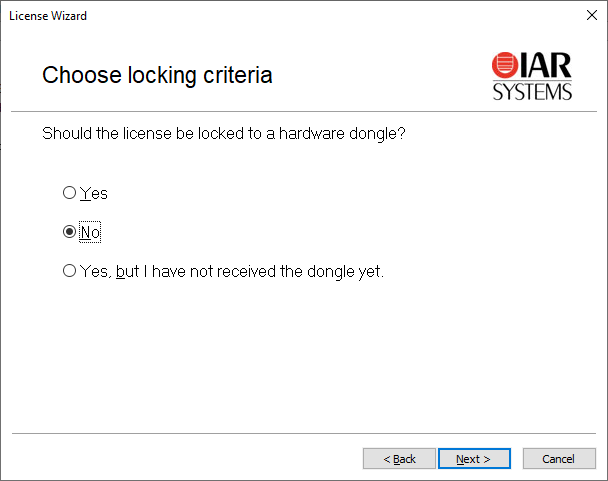 License Wizard
Choose locking criteria
IAR
SYSTEMS
Should the license be locked to a hardware dongle?
Yes
No
Yes, but I have not received the dongle yet.
< Back Next > Cancel